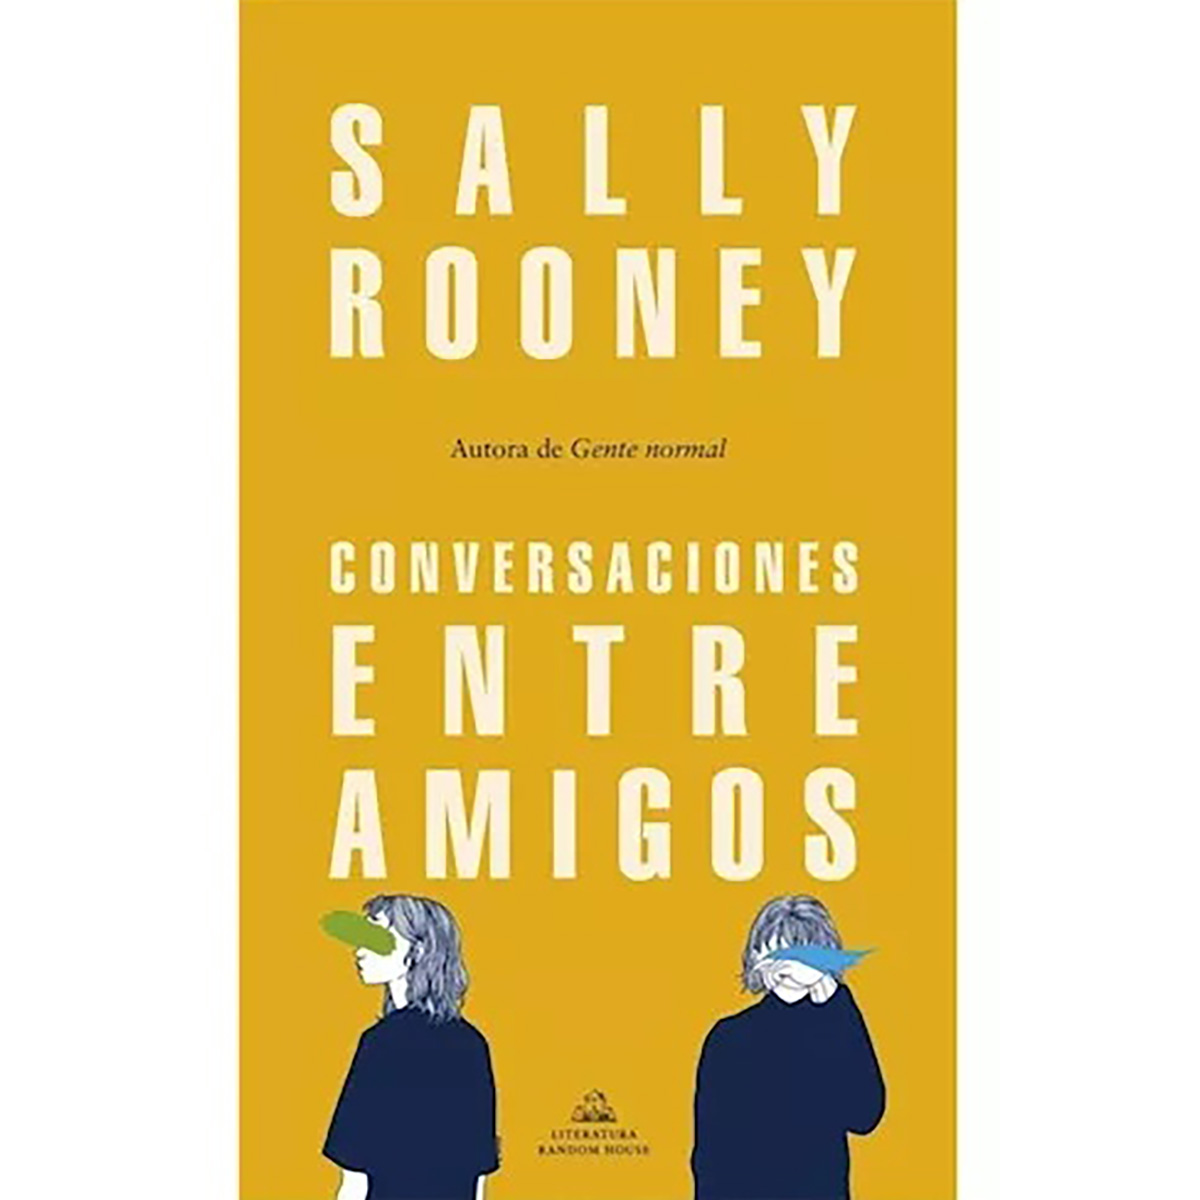 SALLY
ROONEY
Autora de Gente normal
CONVERSACIONES
ENTRE
AMIGOS
LITERATURA
RANDOM HOUSE